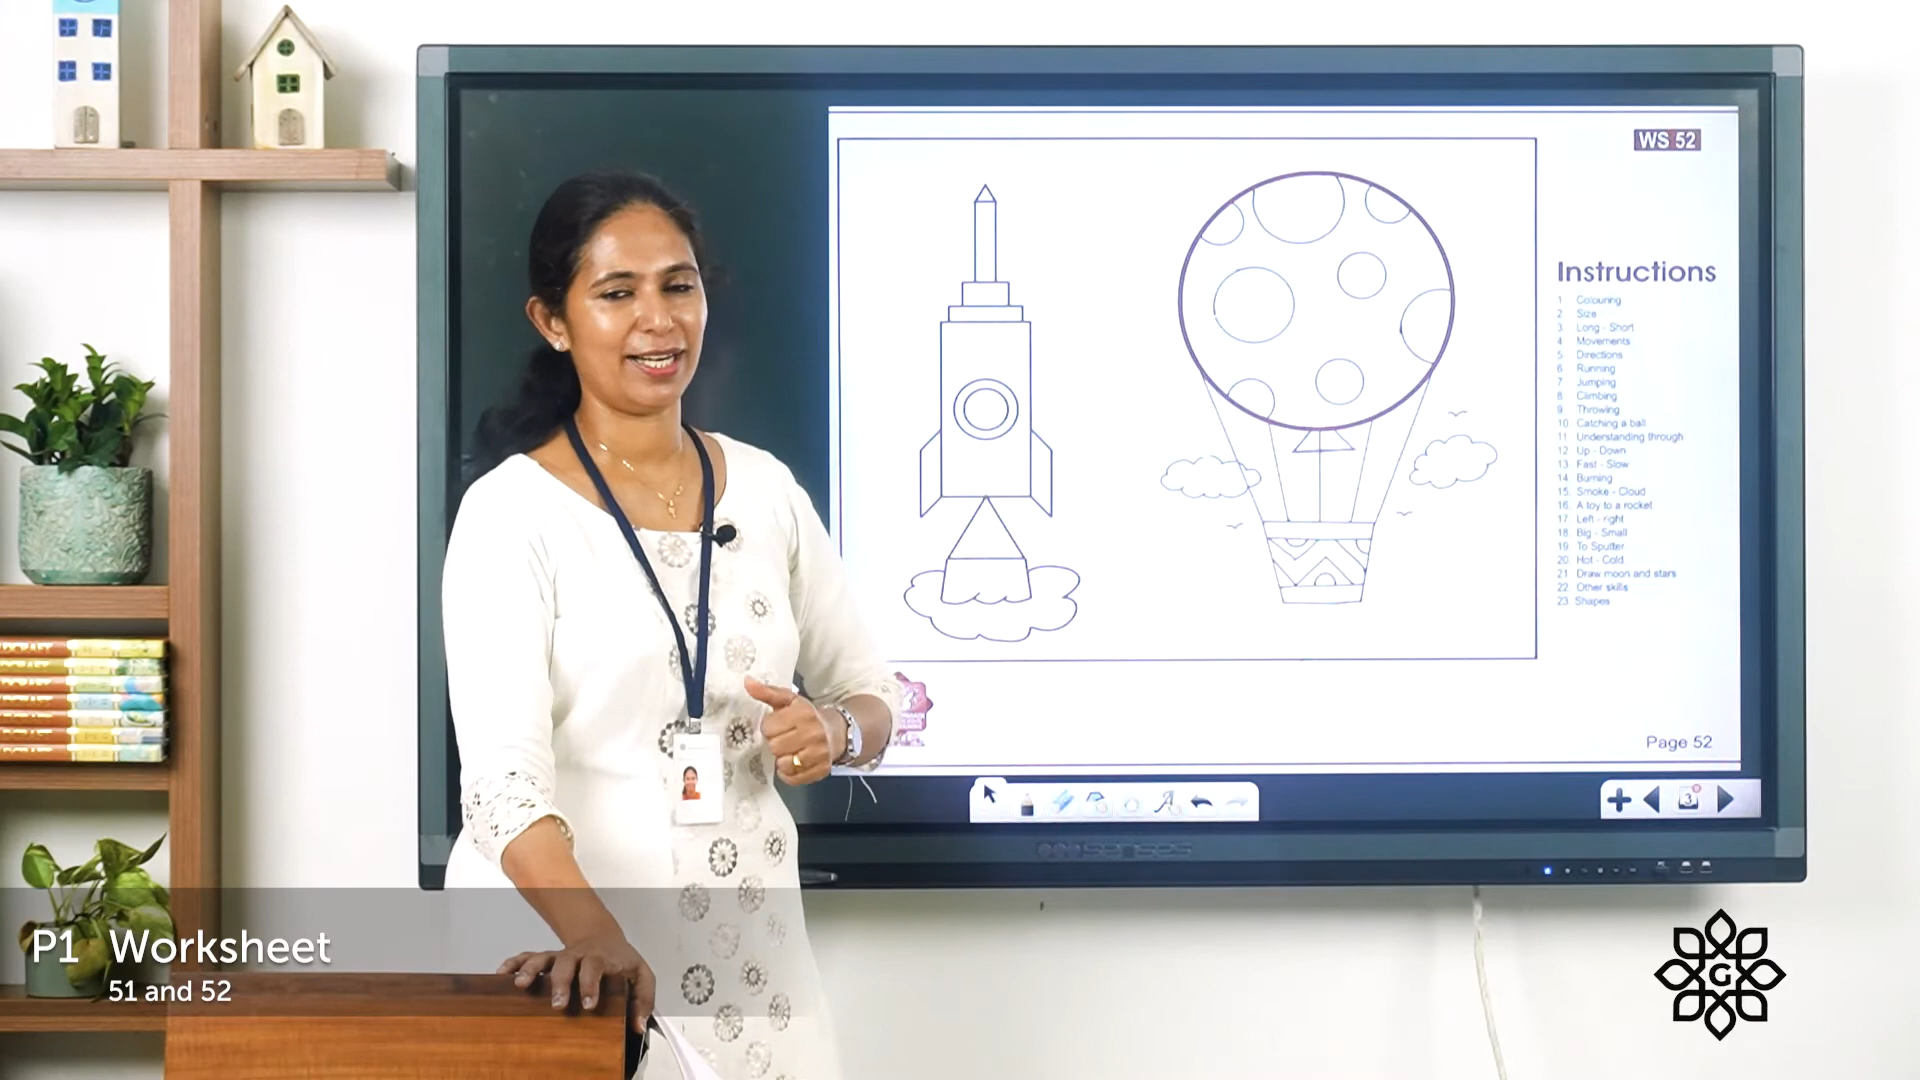 WS 52
Instructions
1 Colouring
2 Size
3 Long - Short
4 Movements
5 Directions
6 Running
7 Jumping
8 Climbing
9 Throwing
10 Catching a ball
11 Understanding through
12 Up - Down
13 Fast - Slow
14 Burning
15. Smoke - Cloud
16. A toy to a rocket
17. Left - right
18. Big - Small
19 To Sputter
20 Hot - Cold
21 Draw moon and stars
22. Other skills
23 Shapes
Page 52
3
P1 Worksheet
51 and 52
G